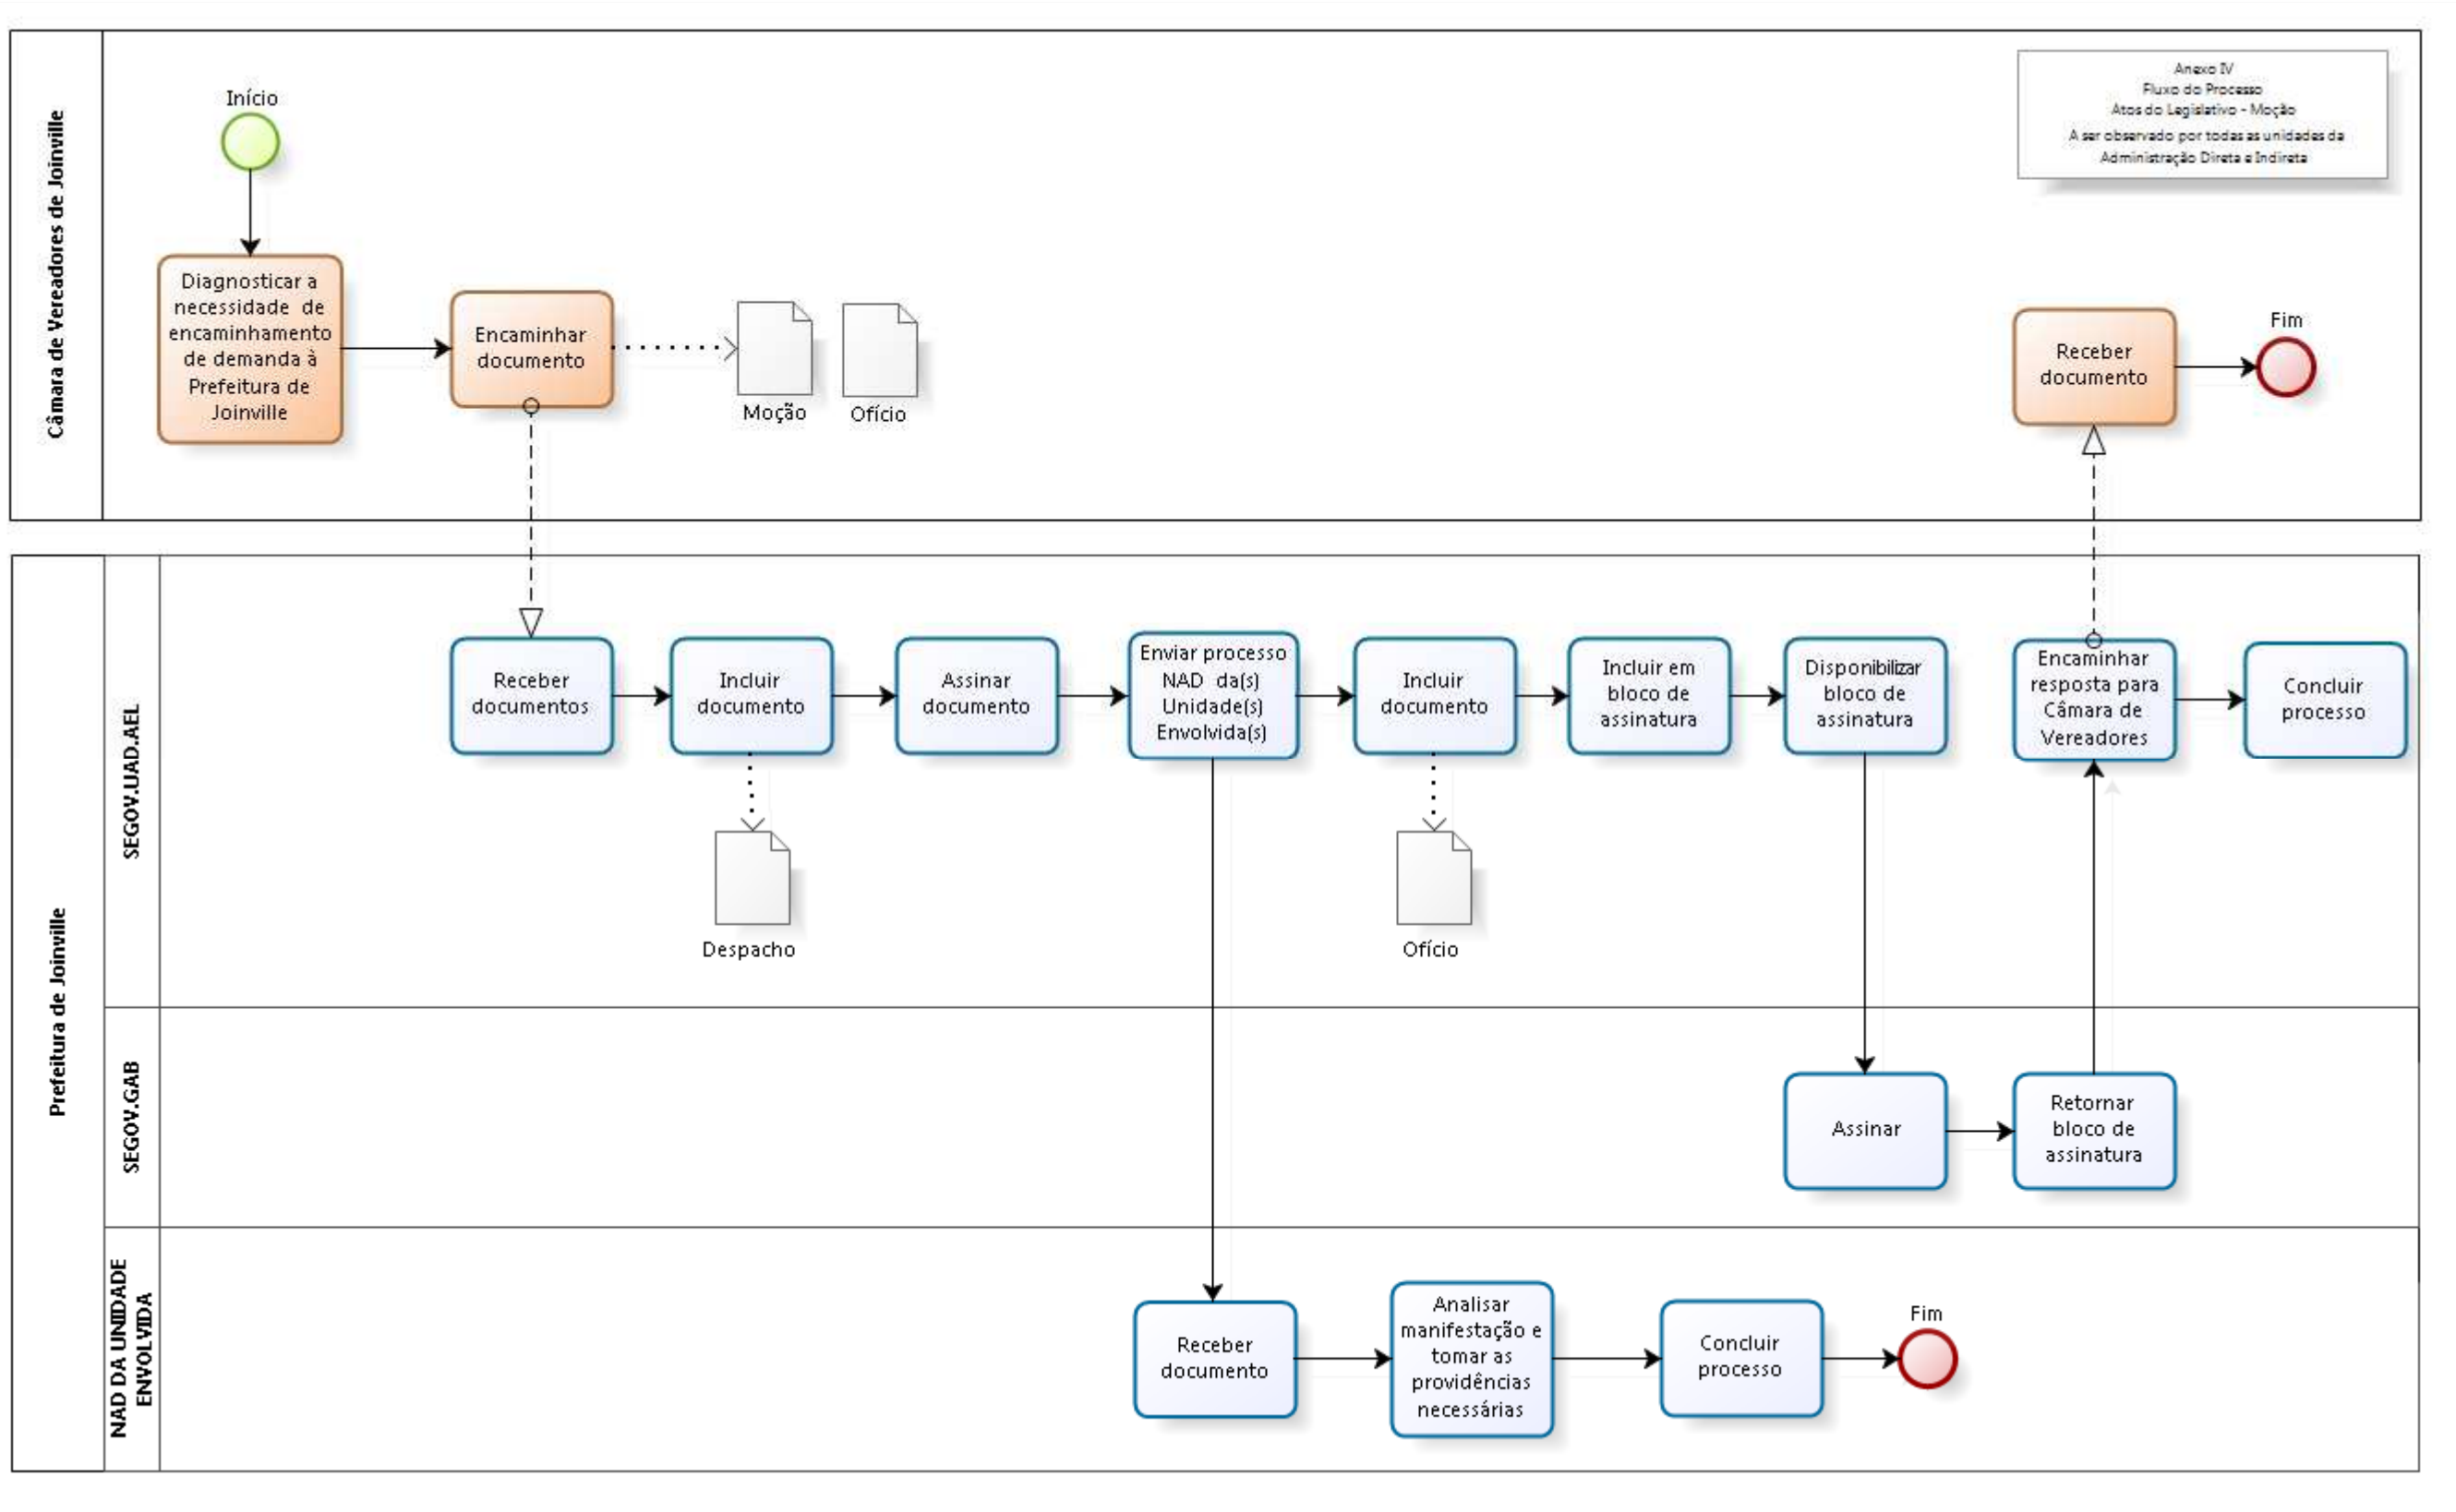 Câmara de Vereadores de Joinville
Início
Anexo IV
Fluxo do Processo
Atos do Legislativo - Moção
A ser observado por todas as unidades da
Administração Direta e Indireta
Diagnosticar a
necessidade de
encaminhamento
de demanda à
Prefeitura de
Joinville
Encaminhar
documento
Moção
Ofício
Receber
documento
Fim
Prefeitura de Joinville
SEGOV.UAD.AEL
Receber
documentos
Incluir
documento
Assinar
documento
Enviar processo
NAD da(s)
Unidade(s)
Envolvida(s)
Incluir
documento
Incluir em
bloco de
assinatura
Disponibilizar
bloco de
assinatura
Encaminhar
resposta para
Câmara de
Vereadores
Concluir
processo
Despacho
Ofício
SEGOV.GAB
Assinar
Retornar
bloco de
assinatura
NAD DA UNIDADE
ENVOLVIDA
Receber
documento
Analisar
manifestação e
tomar as
providências
necessárias
Concluir
processo
Fim